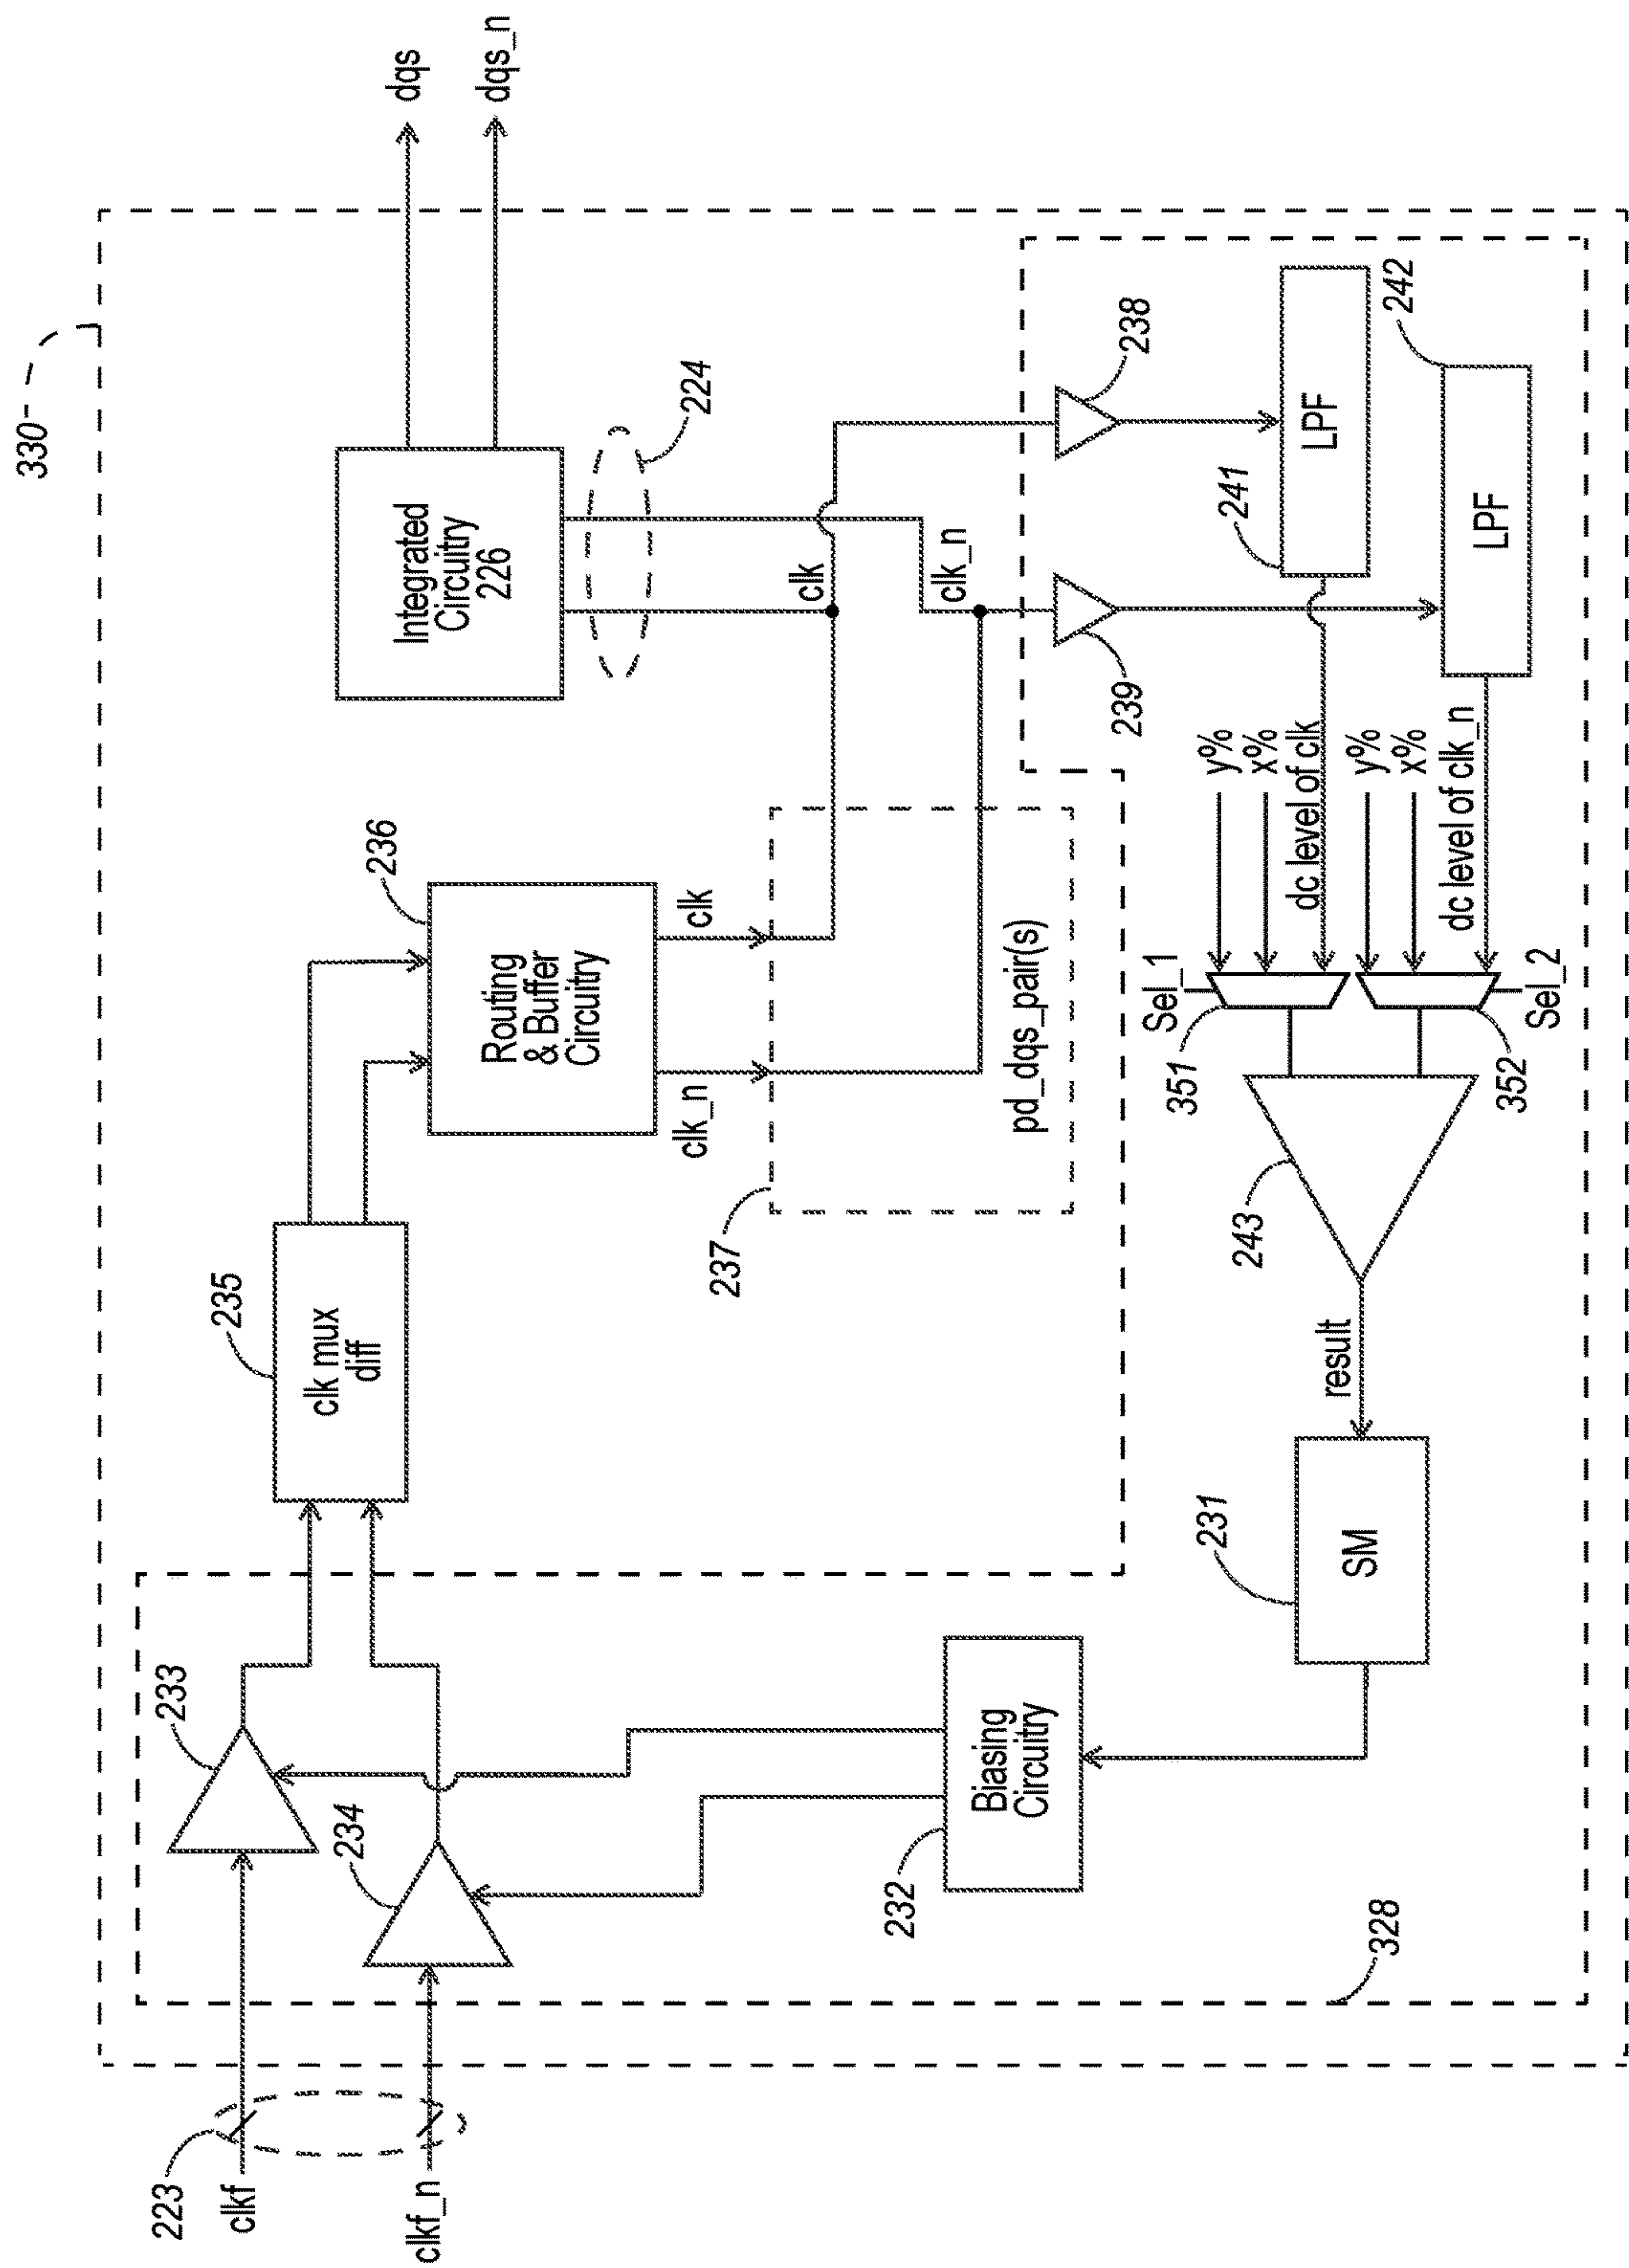 330
223
clkf
clkf_n
233
234
235
clk mux
diff
236
Routing
& Buffer
Circuitry
clk
clk_n
237
pd_dqs_pair(s)
Integrated
Circuitry
226
dqs
dqs_n
224
clk
clk_n
238
239
241
LPF
242
LPF
y%
x%
dc level of clk
y%
x%
dc level of clk_n
Sel_1
351
Sel_2
352
243
result
231
SM
232
Biasing
Circuitry
328